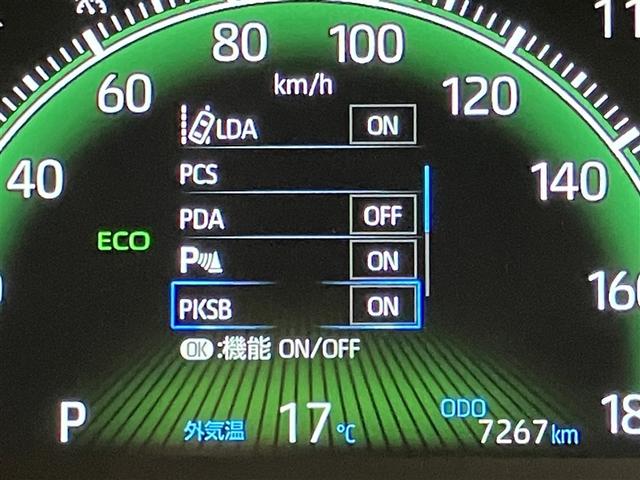 80 100
km/h
60 120
LDA ON
40 PCS 140
PDA OFF
ECO
P ON
PKSB ON
OK:機能 ON/OFF
P 外気温 17℃ ODO 7267km